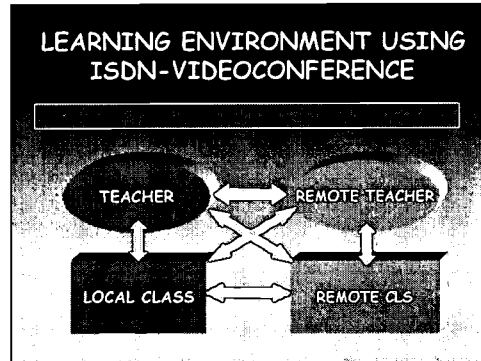 LEARNING ENVIRONMENT USING
ISDN-VIDEOCONFERENCE
TEACHER
REMOTE TEACHER
LOCAL CLASS
REMOTE CLS